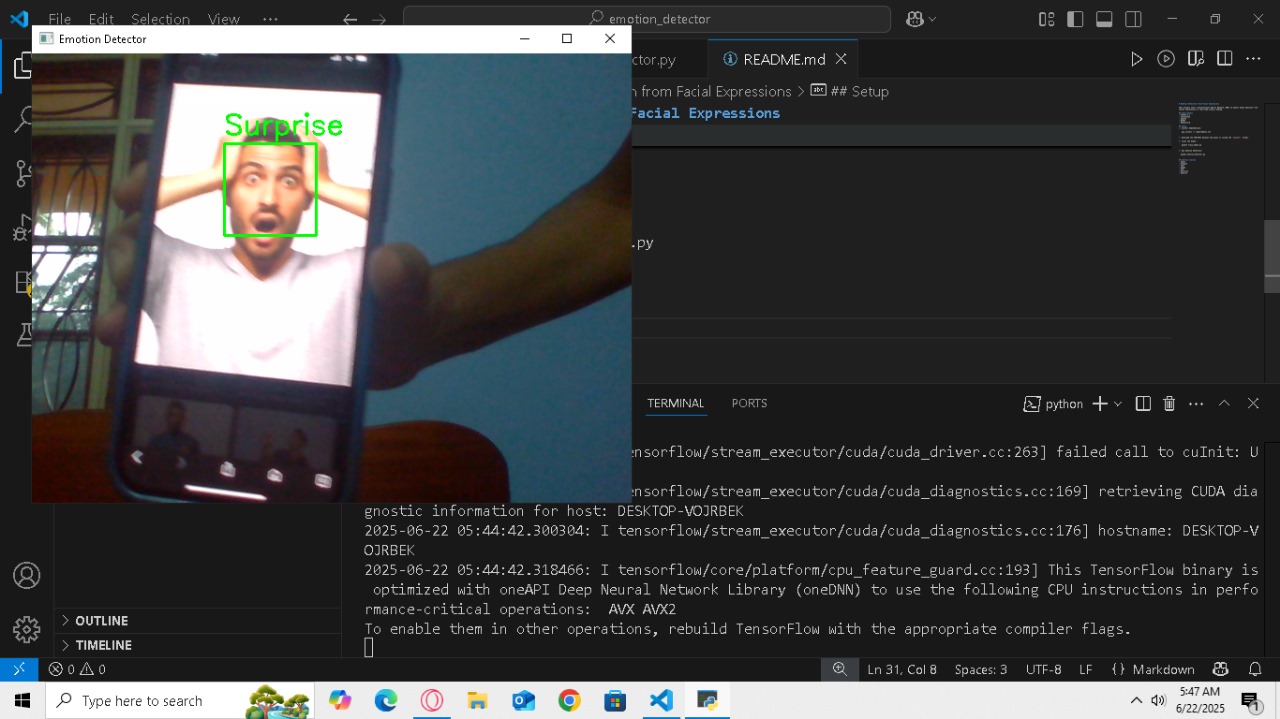 File Edit Selection View ···
emotion_detector
Emotion Detector
Surprise
ctor.py
README.md
n from Facial Expressions > ## Setup
Facial Expressions
.py
TERMINAL PORTS
python
ensorflow/stream_executor/cuda/cuda_driver.cc:263] failed call to cuInit: U
ensorflow/stream_executor/cuda/cuda_diagnostics.cc:169] retrieving CUDA dia
gnostic information for host: DESKTOP-VOJRBEK
2025-06-22 05:44:42.300304: I tensorflow/stream_executor/cuda/cuda_diagnostics.cc:176] hostname: DESKTOP-V
OJRBEK
2025-06-22 05:44:42.318466: I tensorflow/core/platform/cpu_feature_guard.cc:193] This TensorFlow binary is
optimized with oneAPI Deep Neural Network Library (oneDNN) to use the following CPU instructions in perfo
rmance-critical operations:  AVX AVX2
To enable them in other operations, rebuild TensorFlow with the appropriate compiler flags.
OUTLINE
TIMELINE
0 0
Ln 31, Col 8 Spaces: 3 UTF-8 LF {} Markdown
Type here to search
5:47 AM
6/22/2025
1